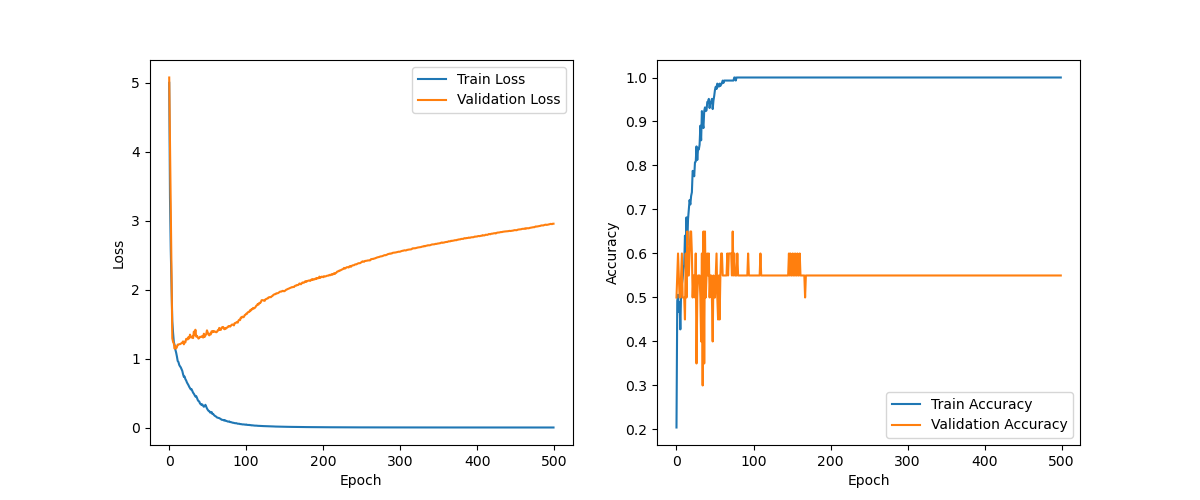 Train Loss
Validation Loss
5
4
3
2
1
0
Loss
0 100 200 300 400 500
Epoch
1.0
0.9
0.8
0.7
0.6
0.5
0.4
0.3
0.2
Accuracy
Train Accuracy
Validation Accuracy
0 100 200 300 400 500
Epoch